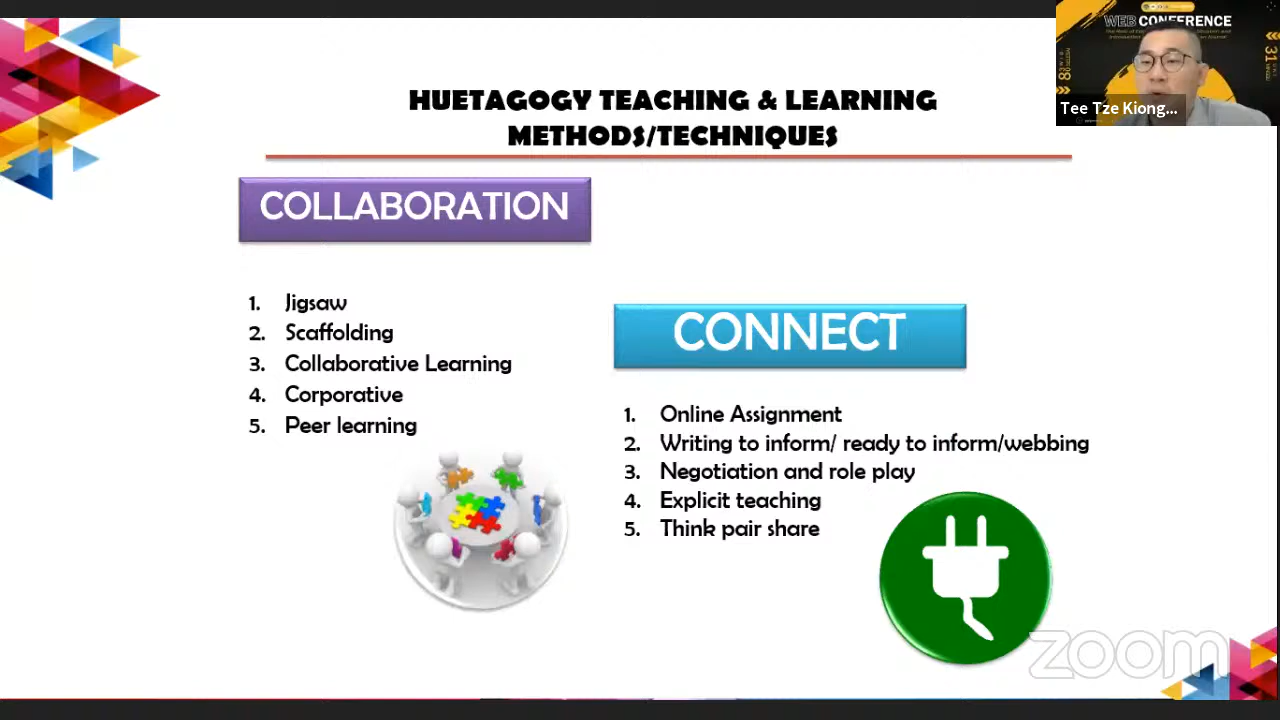 HUETAGOGY TEACHING & LEARNING
METHODS/TECHNIQUES
COLLABORATION
1. Jigsaw
2. Scaffolding
3. Collaborative Learning
4. Corporative
5. Peer learning
CONNECT
1. Online Assignment
2. Writing to inform/ ready to inform/webbing
3. Negotiation and role play
4. Explicit teaching
5. Think pair share
WEB CONFERENCE
31
Tee Tze Kiong...
zoom